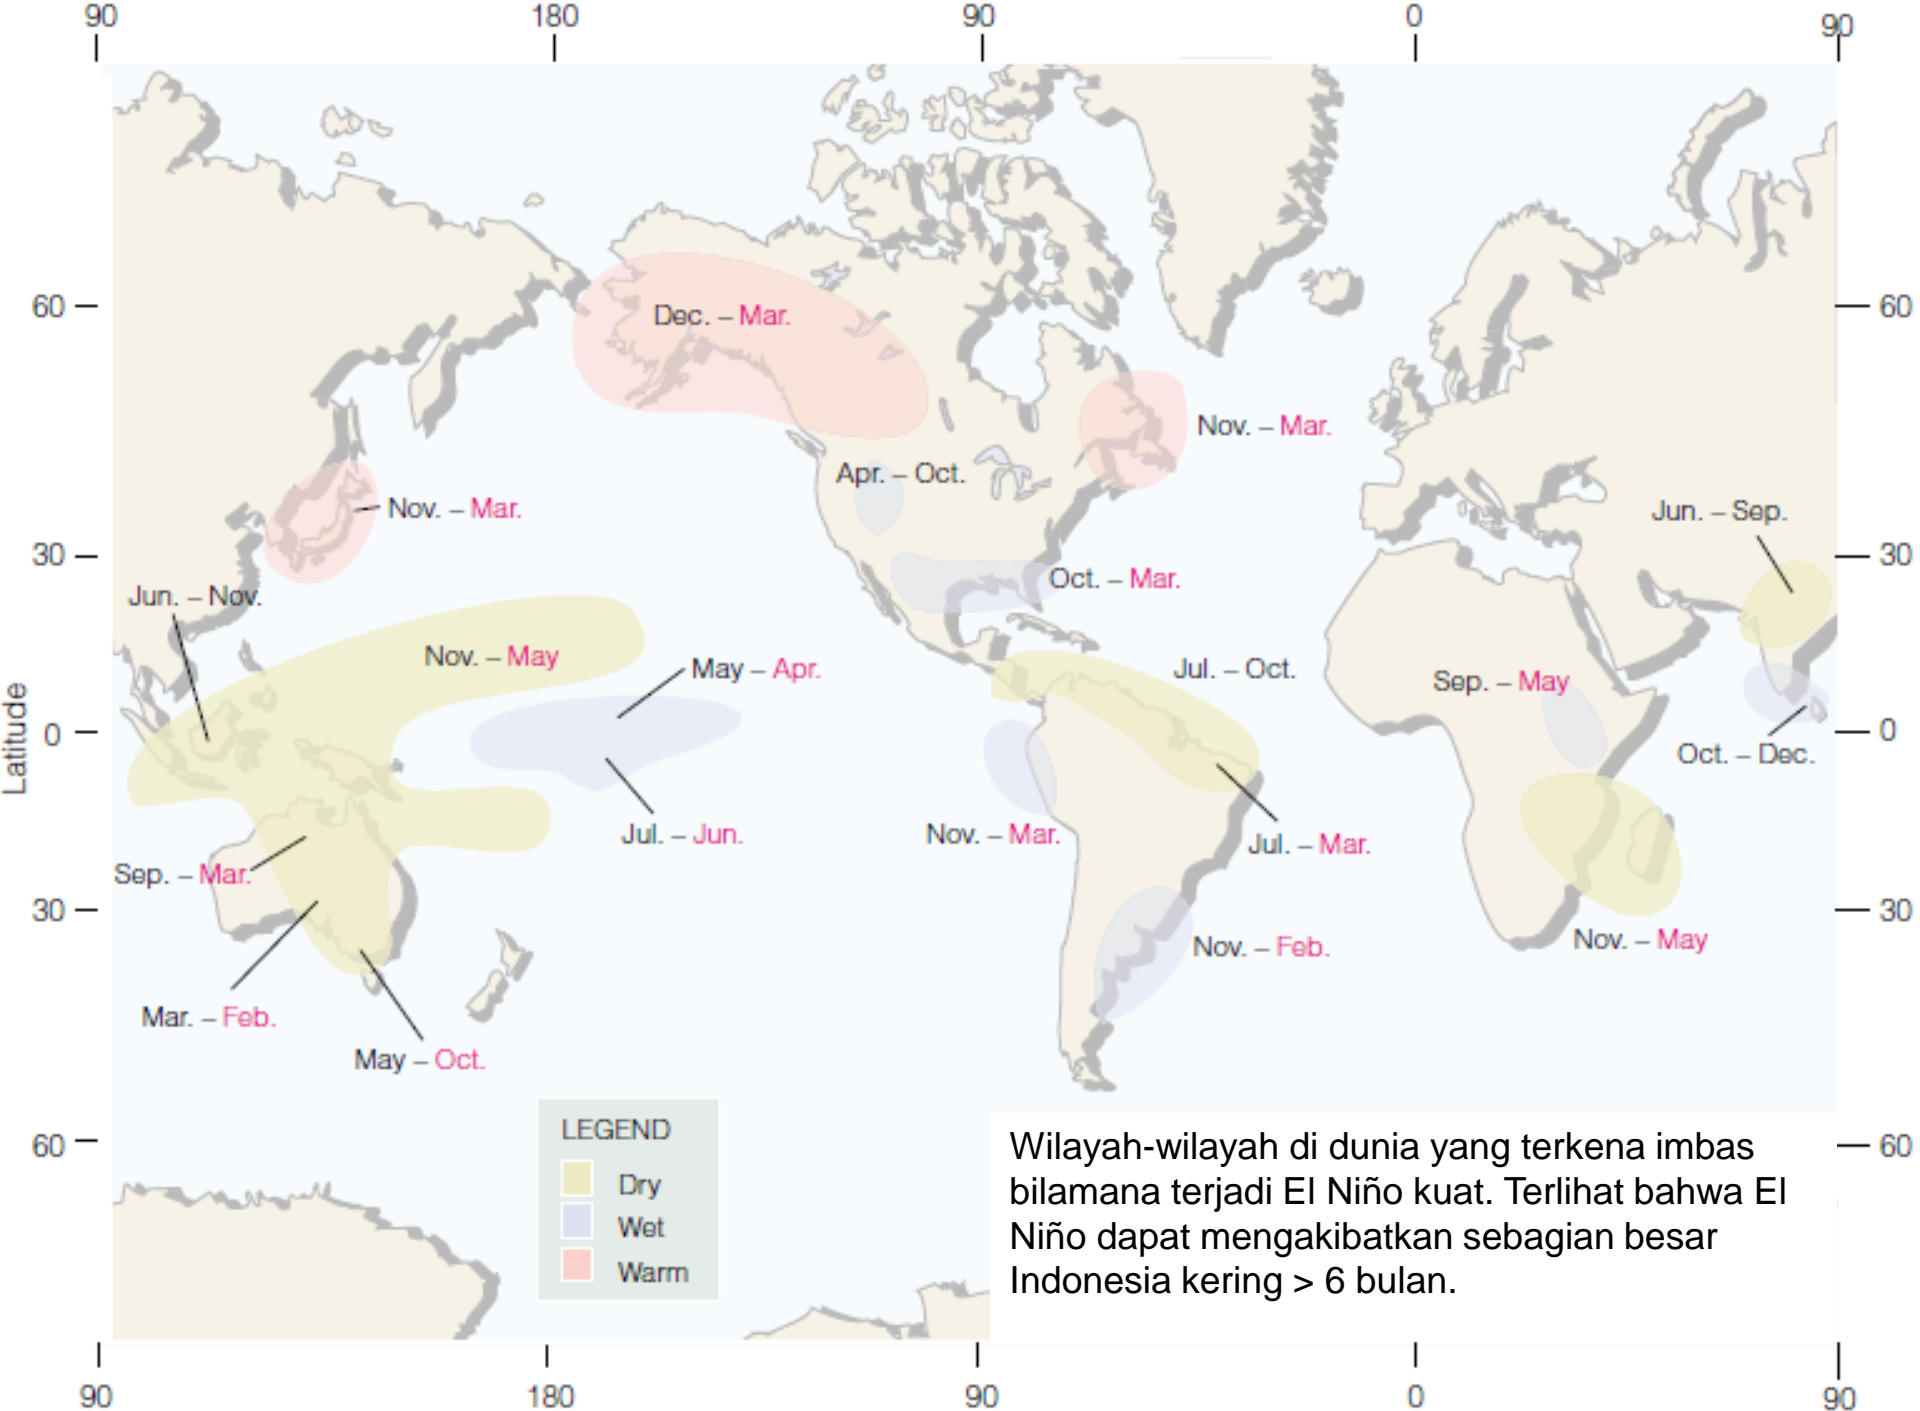 90 180 90 0 90
Dec. – Mar.
60 60
Nov. – Mar.
Apr. – Oct.
Nov. – Mar.
Jun. – Sep.
30 30
Oct. – Mar.
Jun. – Nov.
Nov. – May
May – Apr.
Jul. – Oct.
Sep. – May
Latitude
0 0
Oct. – Dec.
Jul. – Jun.
Nov. – Mar.
Jul. – Mar.
Sep. – Mar.
30 30
Nov. – Feb.
Nov. – May
Mar. – Feb.
May – Oct.
LEGEND
Dry
Wet
Warm
60 60
Wilayah-wilayah di dunia yang terkena imbas
bilamana terjadi El Niño kuat. Terlihat bahwa El
Niño dapat mengakibatkan sebagian besar
Indonesia kering > 6 bulan.
90 180 90 0 90